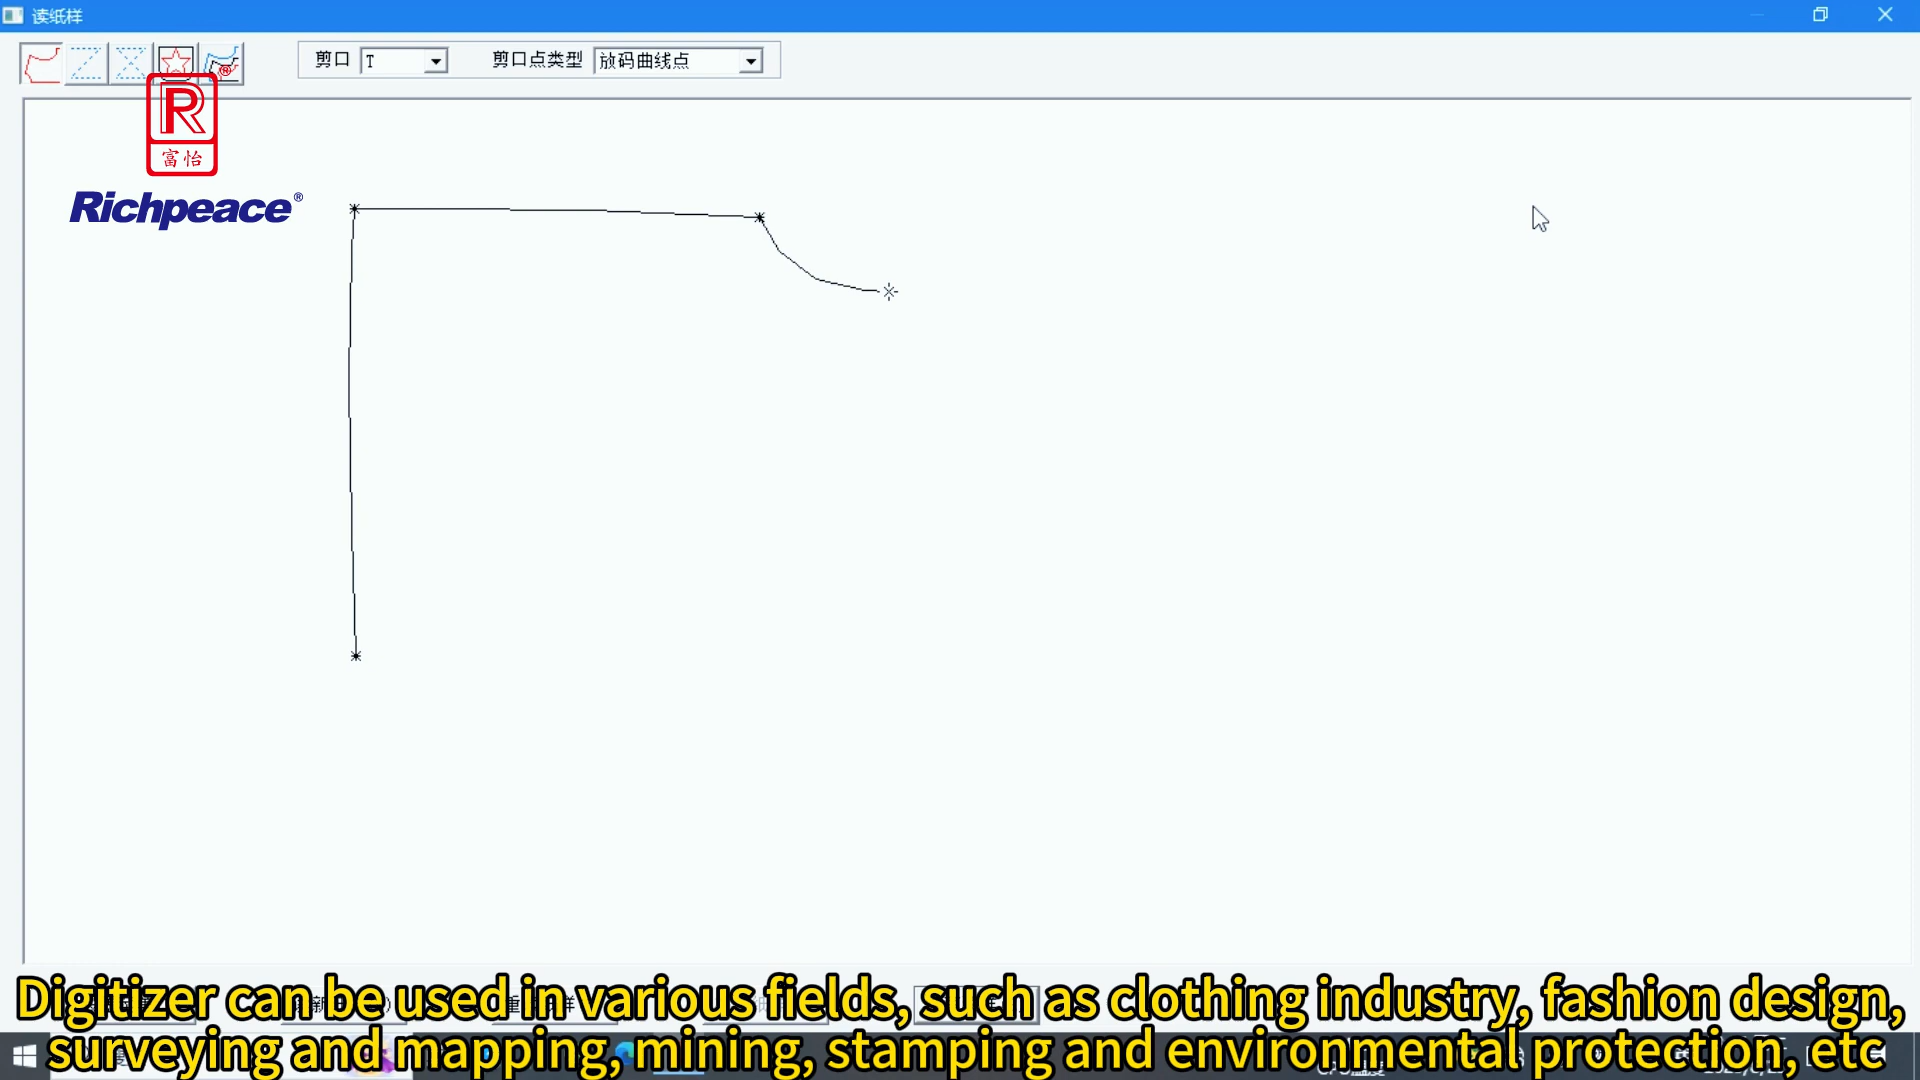 读纸样
剪口 T 剪口点类型 放码曲线点
R
富怡
Richpeace®
Digitizer can be used in various fields, such as clothing industry, fashion design,
surveying and mapping, mining, stamping and environmental protection, etc